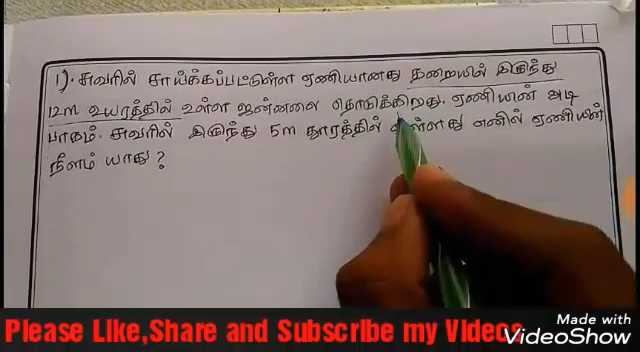 1). சுவரில் சாய்க்கப்பட்டுள்ள ஏணியானது தரையில் இருந்து
12m உயரத்தில் உள்ள ஜன்னலை தொடுக்கிறது. ஏணியின் அடி
பாகம். சுவரில் இருந்து 5m தூரத்தில் உள்ளது எனில் ஏணியின்
நீளம் யாது?
Made with
VideoShow
Please LIke,Share and Subscribe my Videos